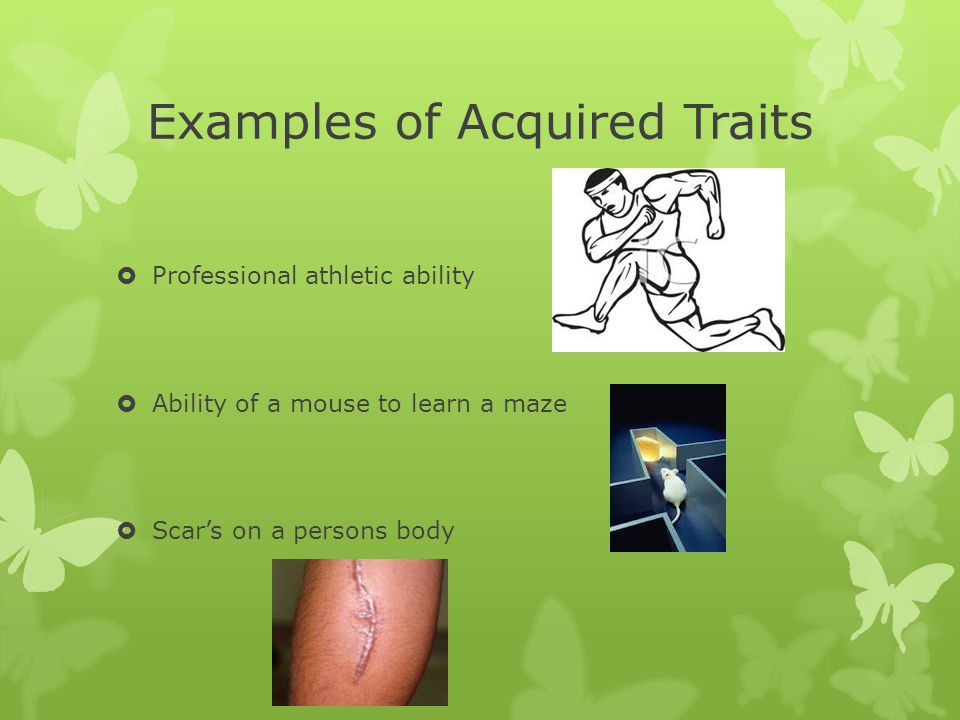 Examples of Acquired Traits
Professional athletic ability
Ability of a mouse to learn a maze
Scar’s on a persons body